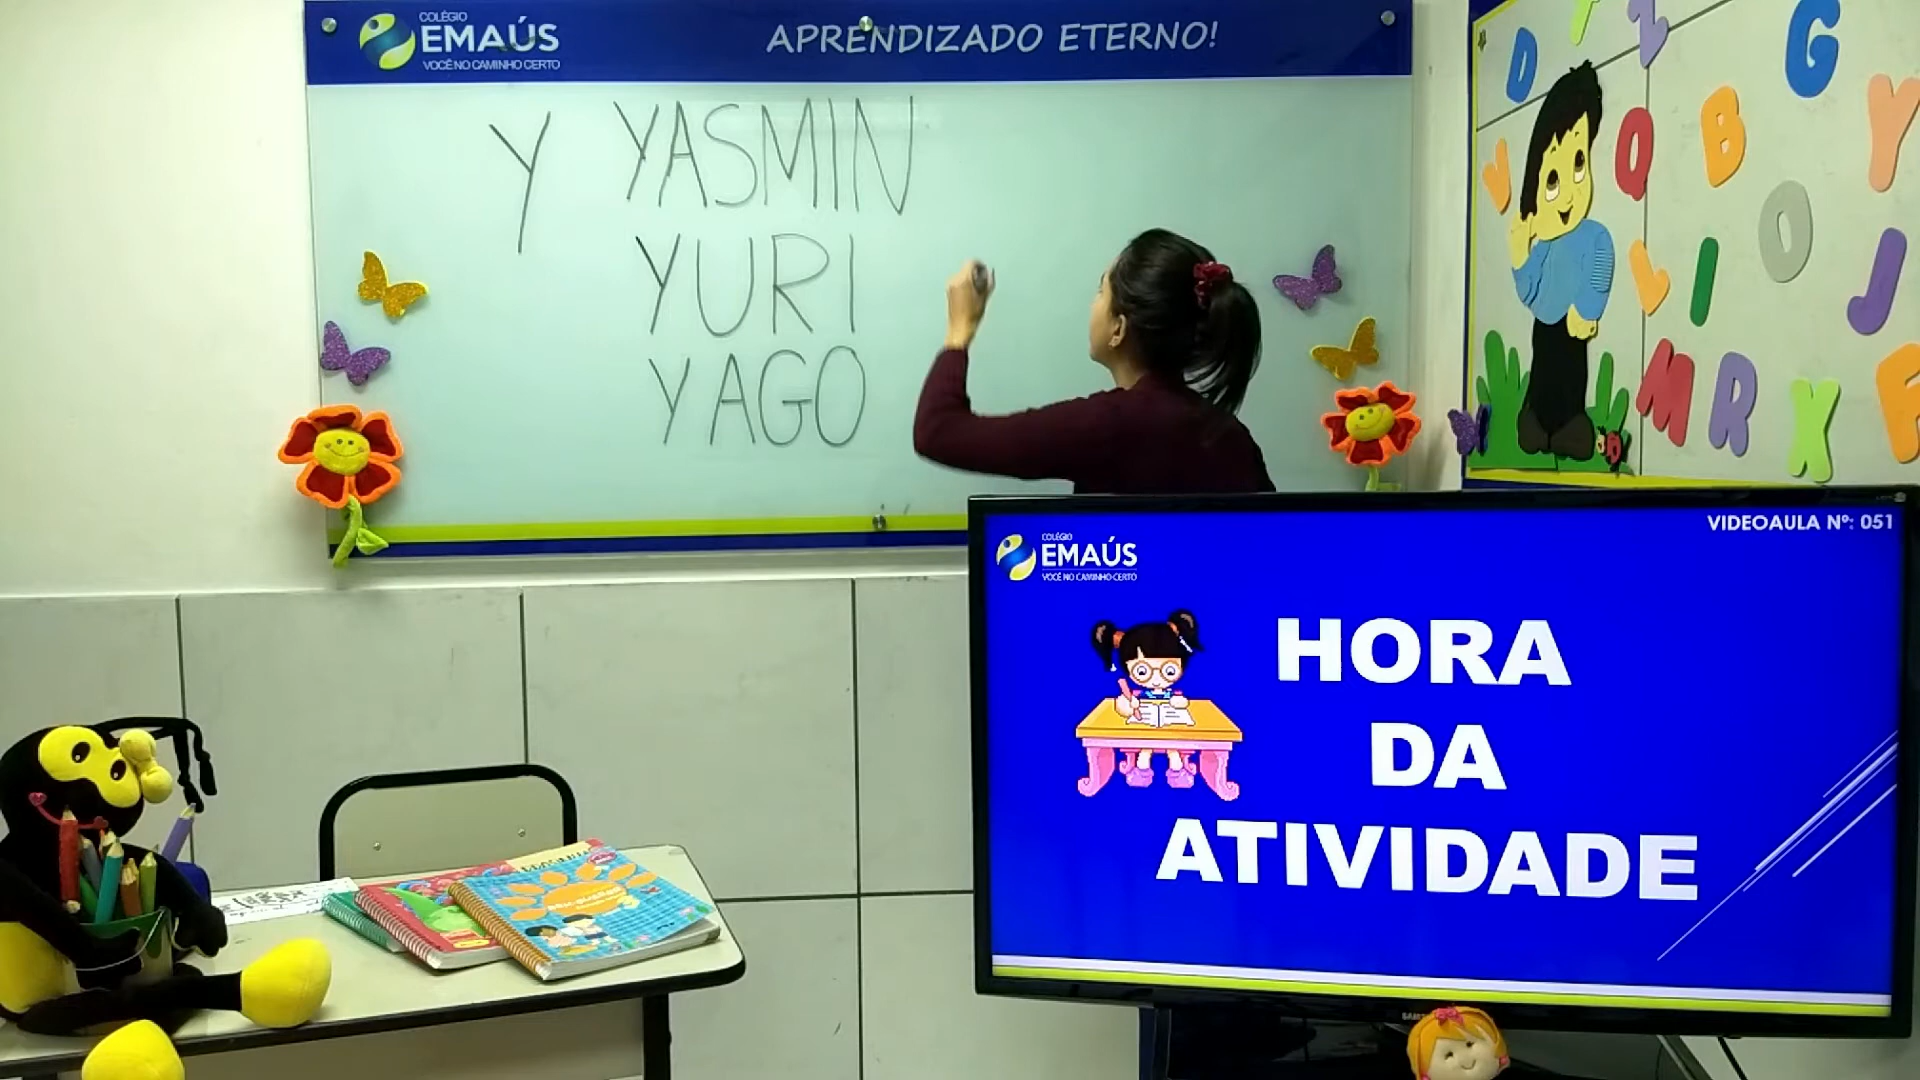 COLÉGIO
EMAÚS
VOCÊ NO CAMINHO CERTO
APRENDIZADO ETERNO!
Y YASMIN
YURI
YAGO
D Z G
V Q B Y
L I O J
M R X F
VIDEOAULA Nº: 051
COLÉGIO
EMAÚS
VOCÊ NO CAMINHO CERTO
HORA
DA
ATIVIDADE